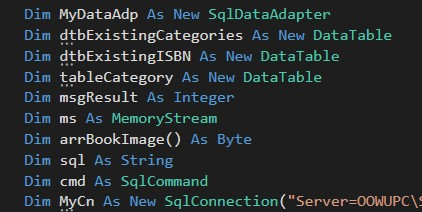 Dim MyDataAdp As New SqlDataAdapter
Dim dtbExistingCategories As New DataTable
Dim dtbExistingISBN As New DataTable
Dim tableCategory As New DataTable
Dim msgResult As Integer
Dim ms As MemoryStream
Dim arrBookImage() As Byte
Dim sql As String
Dim cmd As SqlCommand
Dim MyCn As New SqlConnection("Server=OOWUPC\